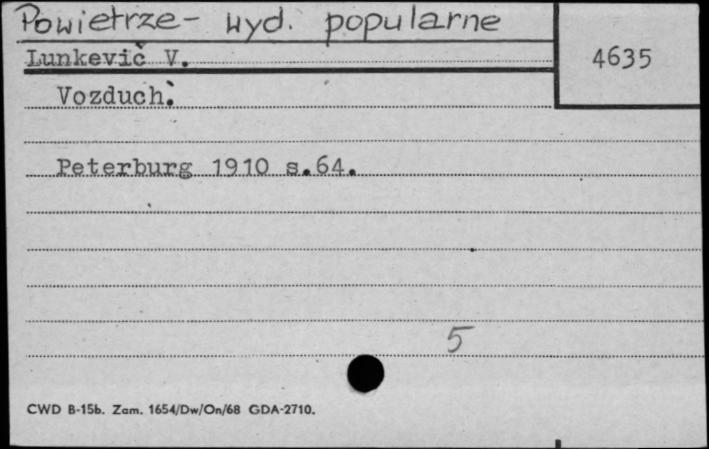 Powietrze - wyd. popularne
Lunkevič V.
4635
Vozduch.
Peterburg 1910 s.64.
5
CWD B-15b. Zam. 1654/Dw/On/68 GDA-2710.